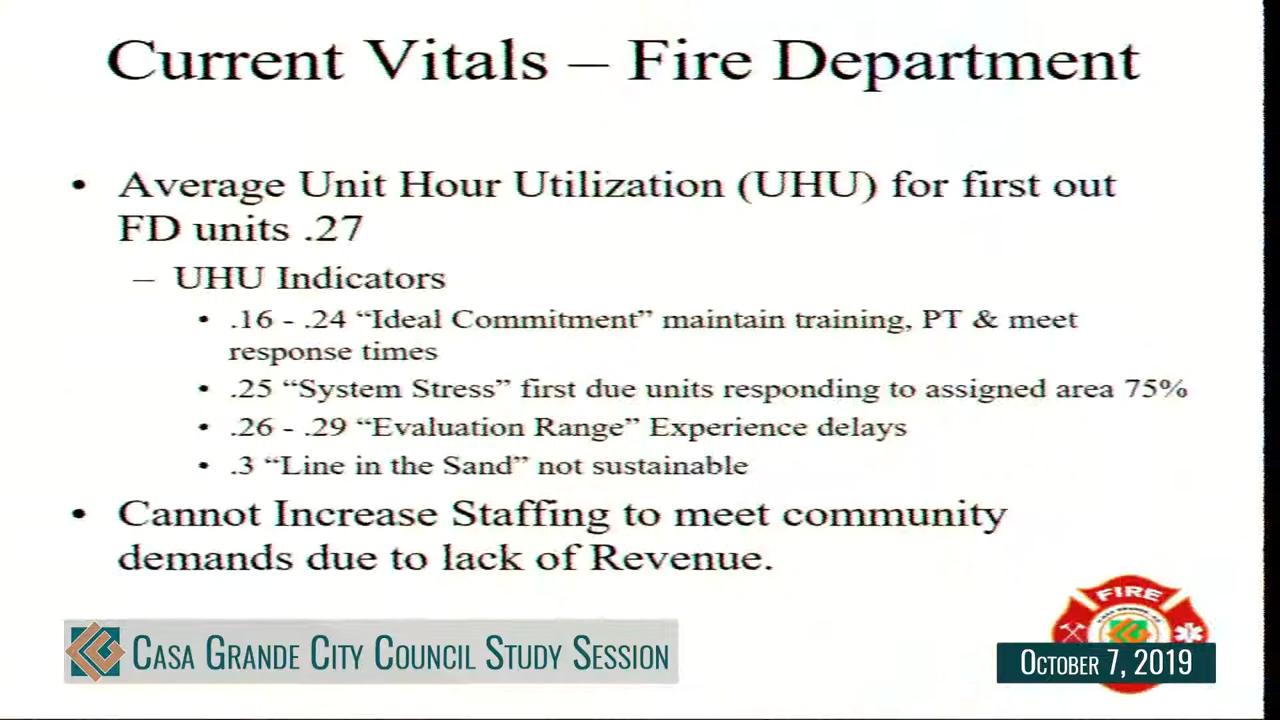 Current Vitals – Fire Department
• Average Unit Hour Utilization (UHU) for first out
FD units .27
– UHU Indicators
• .16 - .24 “Ideal Commitment” maintain training, PT & meet
response times
• .25 “System Stress” first due units responding to assigned area 75%
• .26 - .29 “Evaluation Range” Experience delays
• .3 “Line in the Sand” not sustainable
• Cannot Increase Staffing to meet community
demands due to lack of Revenue.
FIRE
CASA GRANDE CITY COUNCIL STUDY SESSION
OCTOBER 7, 2019